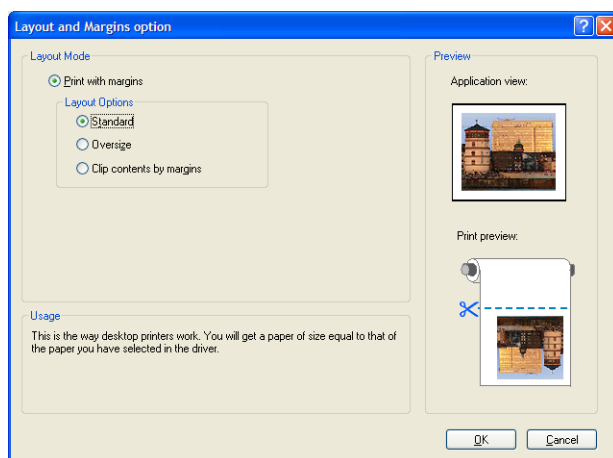 Layout and Margins option
Layout Mode
Print with margins
Layout Options
Standard
Oversize
Clip contents by margins
Usage
This is the way desktop printers work. You will get a paper of size equal to that of
the paper you have selected in the driver.
Preview
Application view:
Print preview:
OK
Cancel